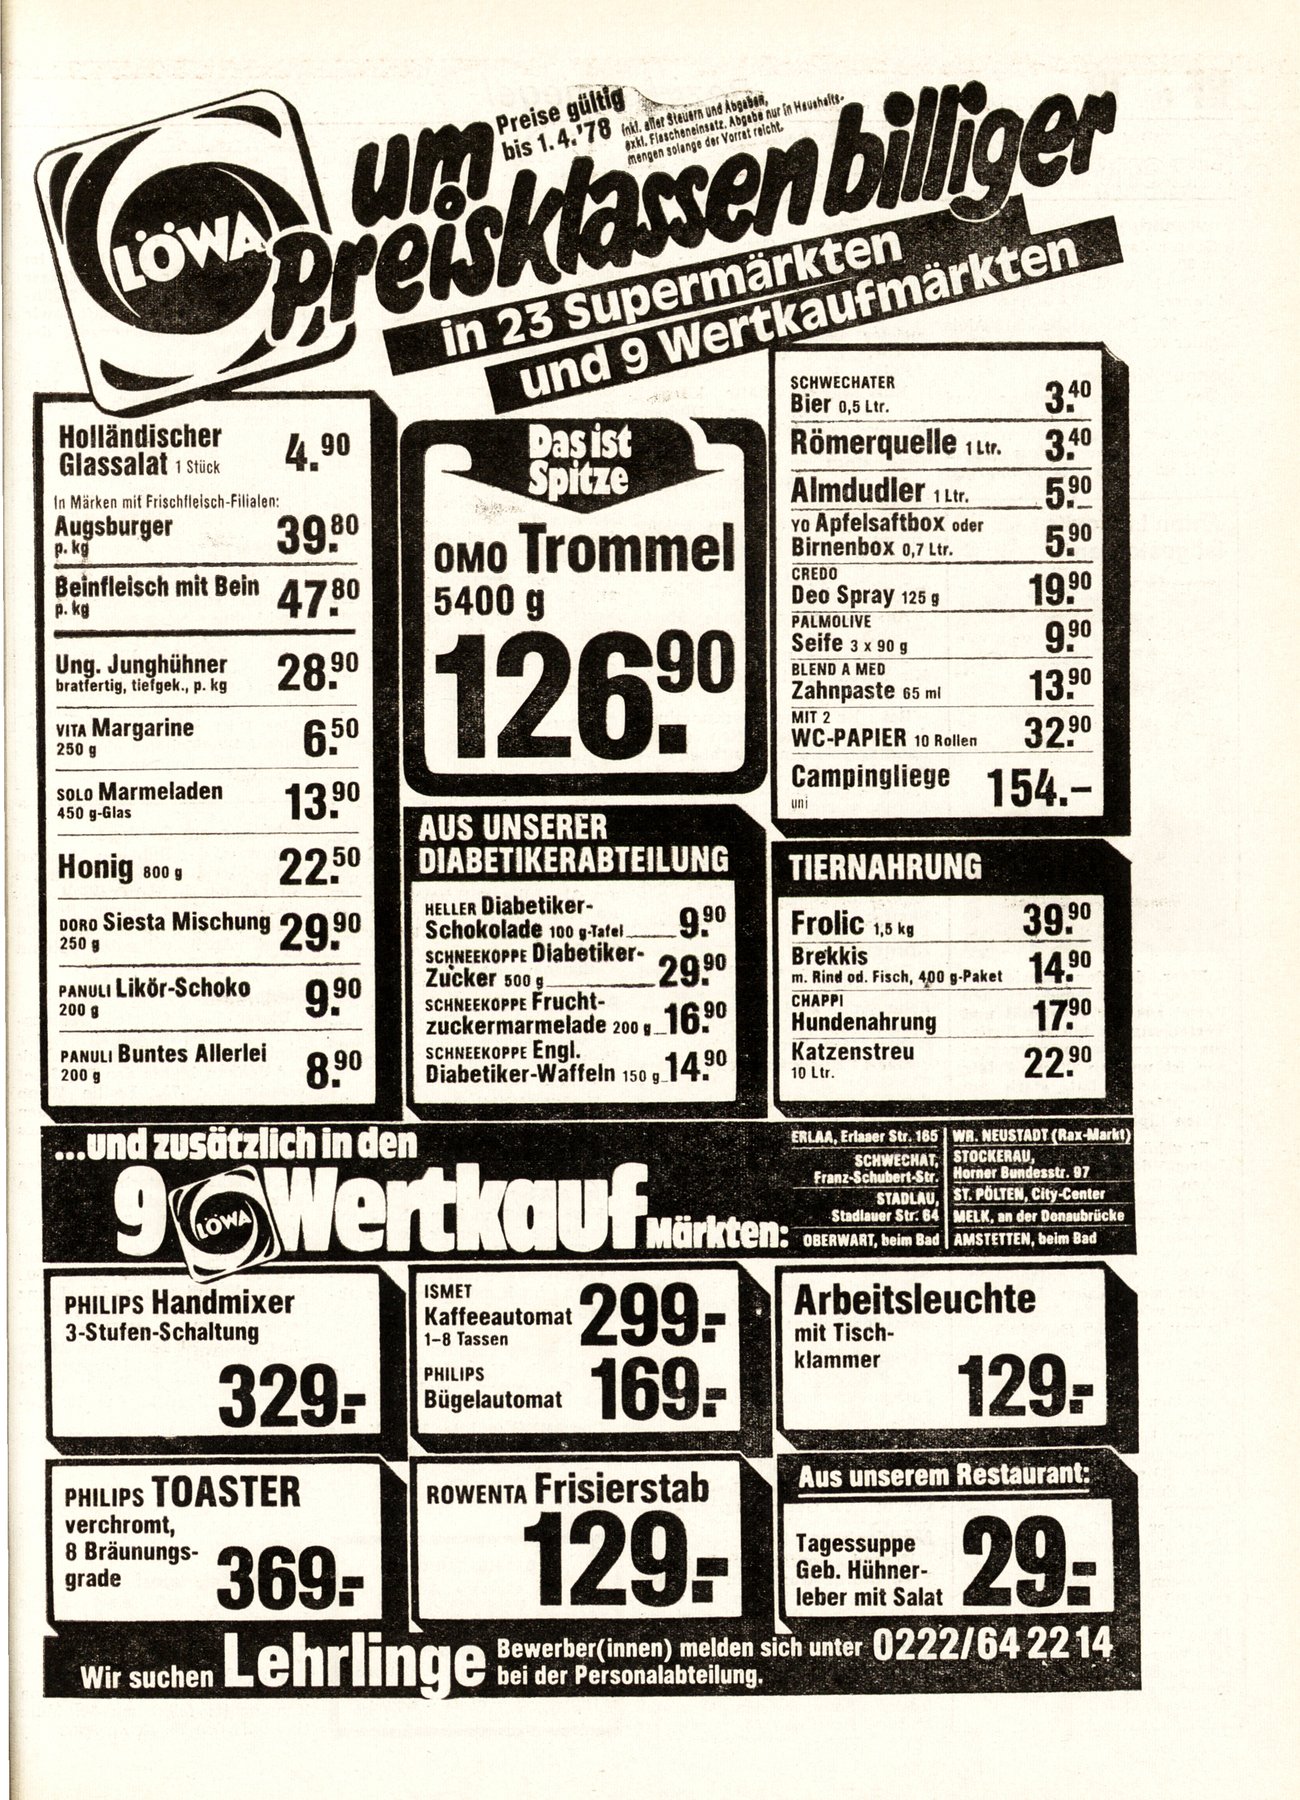 LÖWA
um
Preise gültig
bis 1. 4. '78
inkl. aller Steuern und Abgaben,
exkl. Flascheneinsatz. Abgabe nur in Haushalts-
mengen solange der Vorrat reicht.
preisklassen billiger
in 23 Supermärkten
und 9 Wertkaufmärkten
Holländischer
Glassalat 1 Stück 4.90
In Märken mit Frischfleisch-Filialen:
Augsburger
p. kg 39.80
Beinfleisch mit Bein
p. kg 47.80
Ung. Junghühner
bratfertig, tiefgek., p. kg 28.90
VITA Margarine
250 g 6.50
SOLO Marmeladen
450 g-Glas 13.90
Honig 800 g 22.50
DORO Siesta Mischung
250 g 29.90
PANULI Likör-Schoko
200 g 9.90
PANULI Buntes Allerlei
200 g 8.90
Das ist
Spitze
OMO Trommel
5400 g
126.90
AUS UNSERER
DIABETIKERABTEILUNG
HELLER Diabetiker-
Schokolade 100 g-Tafel 9.90
SCHNEEKOPPE Diabetiker-
Zucker 500 g 29.90
SCHNEEKOPPE Frucht-
zuckermarmelade 200 g 16.90
SCHNEEKOPPE Engl.
Diabetiker-Waffeln 150 g 14.90
SCHWECHATER
Bier 0,5 Ltr. 3.40
Römerquelle 1 Ltr. 3.40
Almdudler 1 Ltr. 5.90
YO Apfelsaftbox oder
Birnenbox 0,7 Ltr. 5.90
CREDO
Deo Spray 125 g 19.90
PALMOLIVE
Seife 3 x 90 g 9.90
BLEND A MED
Zahnpaste 65 ml 13.90
MIT 2
WC-PAPIER 10 Rollen 32.90
Campingliege
uni 154.–
TIERNAHRUNG
Frolic 1,5 kg 39.90
Brekkis
m. Rind od. Fisch, 400 g-Paket 14.90
CHAPPI
Hundenahrung 17.90
Katzenstreu
10 Ltr. 22.90
...und zusätzlich in den
9 LÖWA Wertkauf Märkten:
ERLAA, Erlaaer Str. 165
SCHWECHAT,
Franz-Schubert-Str.
STADLAU,
Stadlauer Str. 64
OBERWART, beim Bad
WR. NEUSTADT (Rax-Markt)
STOCKERAU,
Horner Bundesstr. 97
ST. PÖLTEN, City-Center
MELK, an der Donaubrücke
AMSTETTEN, beim Bad
PHILIPS Handmixer
3-Stufen-Schaltung
329.-
ISMET
Kaffeeautomat 299.-
1–8 Tassen
PHILIPS
Bügelautomat 169.-
Arbeitsleuchte
mit Tisch-
klammer
129.-
PHILIPS TOASTER
verchromt,
8 Bräunungs-
grade 369.-
ROWENTA Frisierstab
129.-
Aus unserem Restaurant:
Tagessuppe
Geb. Hühner-
leber mit Salat 29.-
Wir suchen Lehrlinge
Bewerber(innen) melden sich unter 0222/64 22 14
bei der Personalabteilung.